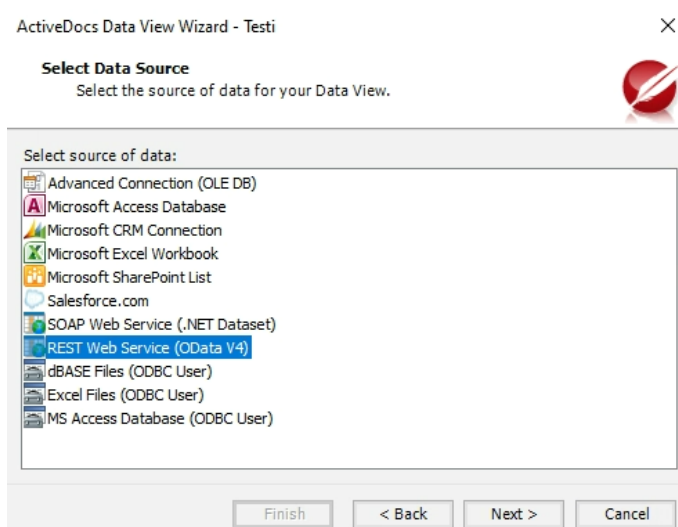 ActiveDocs Data View Wizard - Testi
Select Data Source
Select the source of data for your Data View.
Select source of data:
Advanced Connection (OLE DB)
Microsoft Access Database
Microsoft CRM Connection
Microsoft Excel Workbook
Microsoft SharePoint List
Salesforce.com
SOAP Web Service (.NET Dataset)
REST Web Service (OData V4)
dBASE Files (ODBC User)
Excel Files (ODBC User)
MS Access Database (ODBC User)
Finish < Back Next > Cancel